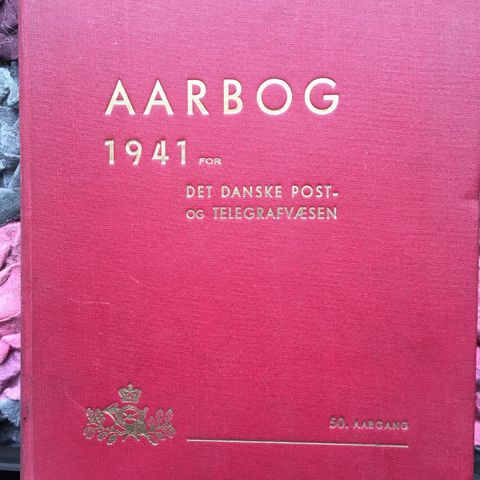 AARBOG
1941 FOR
DET DANSKE POST-
OG TELEGRAFVÆSEN
50. AARGANG